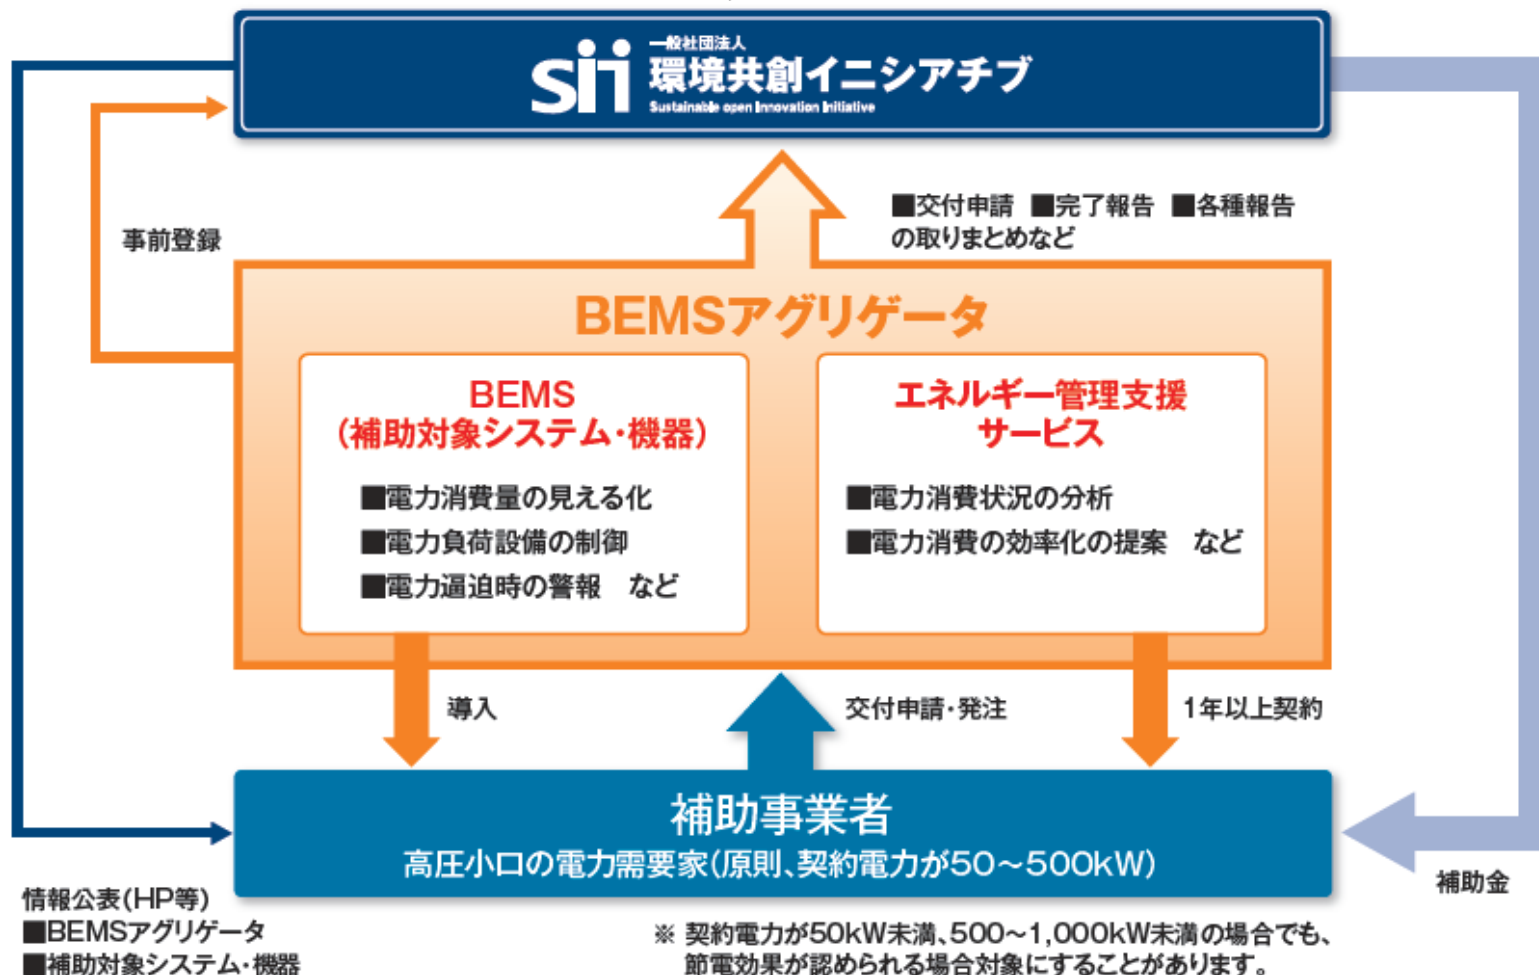 一般社団法人
sii 環境共創イニシアチブ
Sustainable open Innovation Initiative
事前登録
■交付申請 ■完了報告 ■各種報告
の取りまとめなど
BEMSアグリゲータ
BEMS
(補助対象システム・機器)
■電力消費量の見える化
■電力負荷設備の制御
■電力逼迫時の警報 など
エネルギー管理支援
サービス
■電力消費状況の分析
■電力消費の効率化の提案 など
導入
交付申請・発注
1年以上契約
補助事業者
高圧小口の電力需要家(原則、契約電力が50~500kW)
補助金
情報公表(HP等)
■BEMSアグリゲータ
■補助対象システム・機器
※ 契約電力が50kW未満、500~1,000kW未満の場合でも、
節電効果が認められる場合対象にすることがあります。